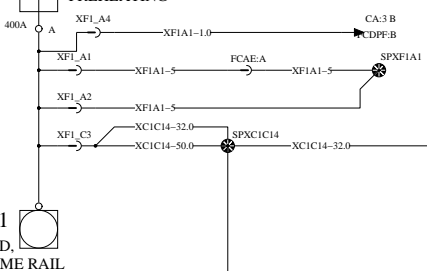 400A A
XF1_A4 CA:3 B
XF1A1-1.0 FCDPF:B
XF1_A1 FCAE:A SPXF1A1
XF1A1-5 XF1A1-5
XF1_A2
XF1A1-5
XC1C14-32.0
XF1_C3 SPXC1C14
XC1C14-50.0 XC1C14-32.0
1
D,
ME RAIL